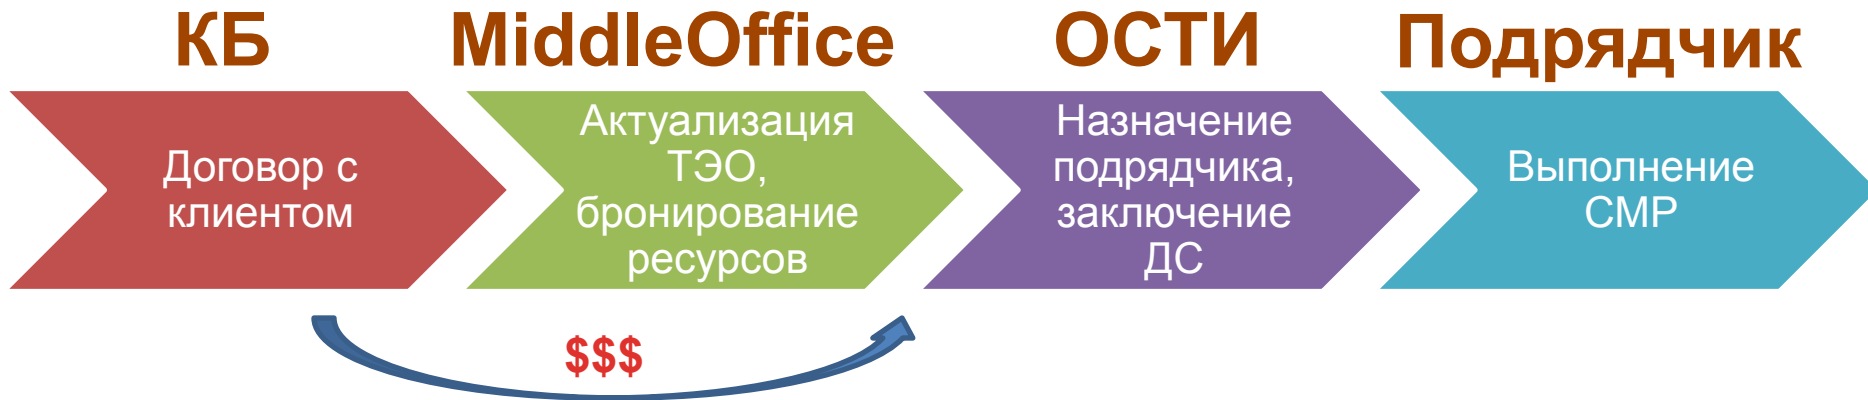 КБ
MiddleOffice
ОСТИ
Подрядчик
Договор с
клиентом
Актуализация
ТЭО,
бронирование
ресурсов
Назначение
подрядчика,
заключение
ДС
Выполнение
СМР
$$$